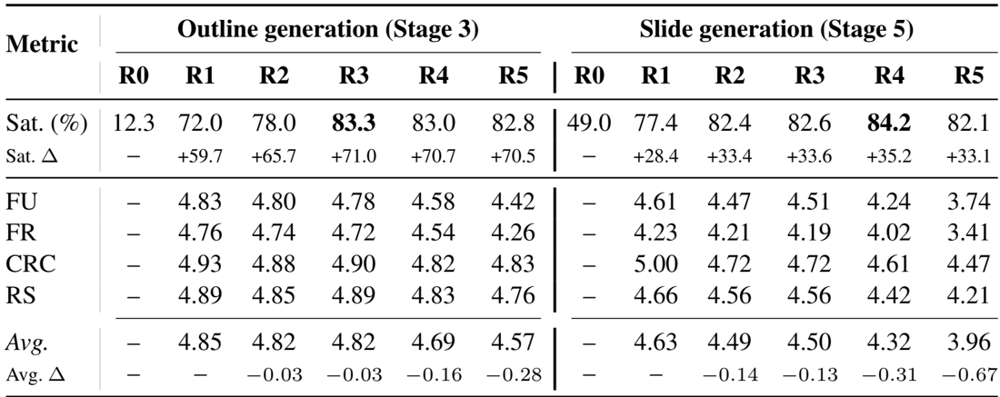 Metric Outline generation (Stage 3) Slide generation (Stage 5)
R0 R1 R2 R3 R4 R5 R0 R1 R2 R3 R4 R5
Sat. (%) 12.3 72.0 78.0 83.3 83.0 82.8 49.0 77.4 82.4 82.6 84.2 82.1
Sat. Δ – +59.7 +65.7 +71.0 +70.7 +70.5 – +28.4 +33.4 +33.6 +35.2 +33.1
FU – 4.83 4.80 4.78 4.58 4.42 – 4.61 4.47 4.51 4.24 3.74
FR – 4.76 4.74 4.72 4.54 4.26 – 4.23 4.21 4.19 4.02 3.41
CRC – 4.93 4.88 4.90 4.82 4.83 – 5.00 4.72 4.72 4.61 4.47
RS – 4.89 4.85 4.89 4.83 4.76 – 4.66 4.56 4.56 4.42 4.21
Avg. – 4.85 4.82 4.82 4.69 4.57 – 4.63 4.49 4.50 4.32 3.96
Avg. Δ – – −0.03 −0.03 −0.16 −0.28 – – −0.14 −0.13 −0.31 −0.67